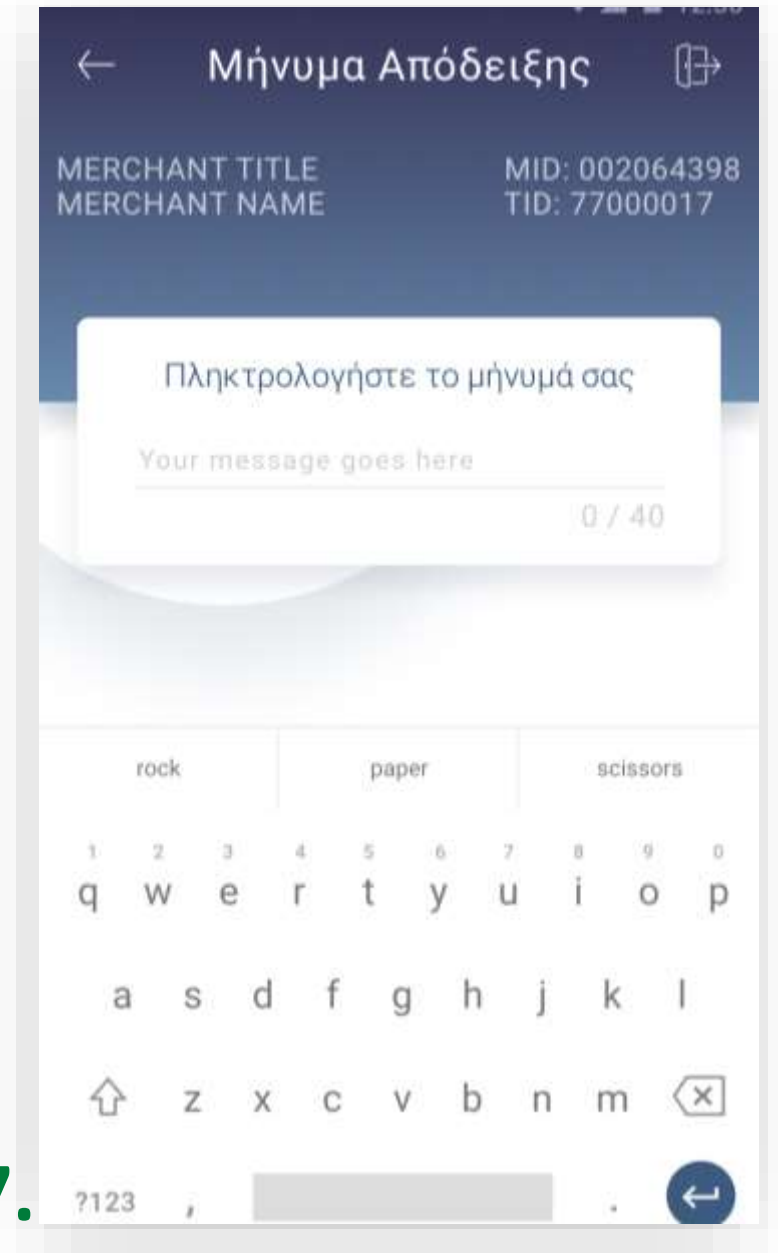 Μήνυμα Απόδειξης
MERCHANT TITLE MID: 002064398
MERCHANT NAME TID: 77000017
Πληκτρολογήστε το μήνυμά σας
Your message goes here
0 / 40
rock paper scissors
1 2 3 4 5 6 7 8 9 0
q w e r t y u i o p
a s d f g h j k l
z x c v b n m
?123 , .